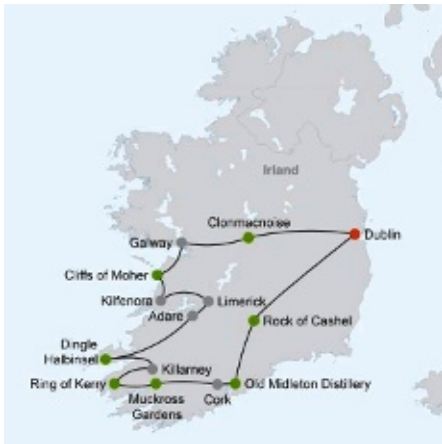 Irland
Clonmacnoise
Dublin
Galway
Cliffs of Moher
Kilfenora
Limerick
Adare
Rock of Cashel
Dingle
Halbinsel
Killarney
Ring of Kerry
Old Midleton Distillery
Muckross
Gardens
Cork